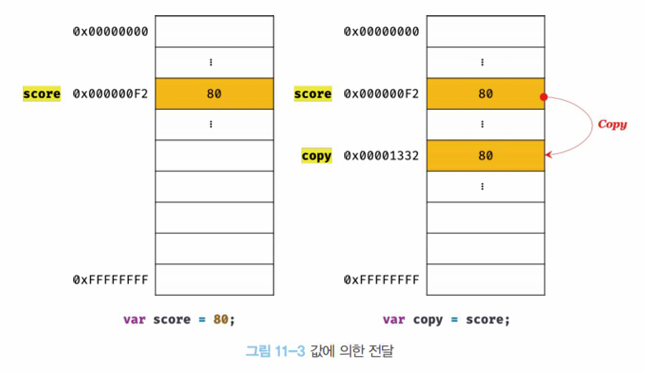 0x00000000
⋮
score 0x000000F2 80
⋮
0xFFFFFFFF
var score = 80;
0x00000000
⋮
score 0x000000F2 80
⋮
Copy
copy 0x00001332 80
⋮
0xFFFFFFFF
var copy = score;
그림 11-3 값에 의한 전달